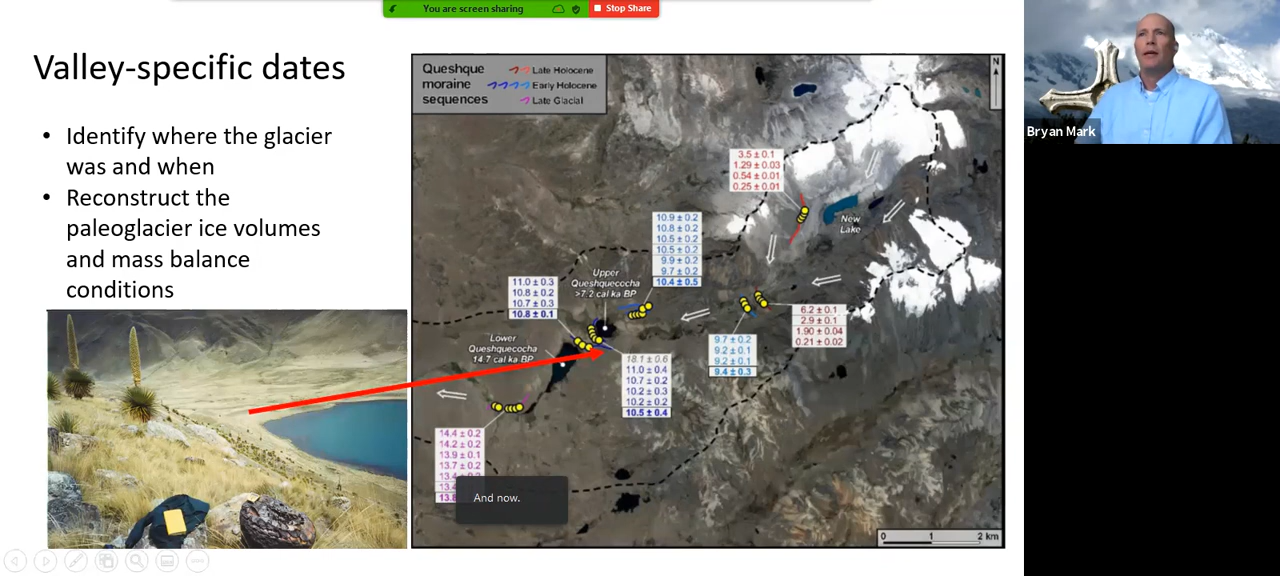 You are screen sharing
Stop Share
Valley-specific dates
• Identify where the glacier
was and when
• Reconstruct the
paleoglacier ice volumes
and mass balance
conditions
Queshque
moraine
sequences
Late Holocene
Early Holocene
Late Glacial
N
Bryan Mark
3.5 ± 0.1
1.29 ± 0.03
0.54 ± 0.01
0.25 ± 0.01
New
Lake
10.9 ± 0.2
10.8 ± 0.2
10.5 ± 0.2
10.5 ± 0.2
9.9 ± 0.2
9.7 ± 0.2
10.4 ± 0.5
Upper
Queshquecocha
>7.2 cal ka BP
11.0 ± 0.3
10.8 ± 0.2
10.7 ± 0.3
10.8 ± 0.1
6.2 ± 0.1
2.9 ± 0.1
1.90 ± 0.04
0.21 ± 0.02
Lower
Queshquecocha
14.7 cal ka BP
9.7 ± 0.2
9.2 ± 0.1
9.2 ± 0.1
9.4 ± 0.3
18.1 ± 0.6
11.0 ± 0.4
10.7 ± 0.2
10.2 ± 0.3
10.2 ± 0.2
10.5 ± 0.4
14.4 ± 0.2
14.2 ± 0.2
13.9 ± 0.1
13.7 ± 0.2
And now.
0 1 2 km